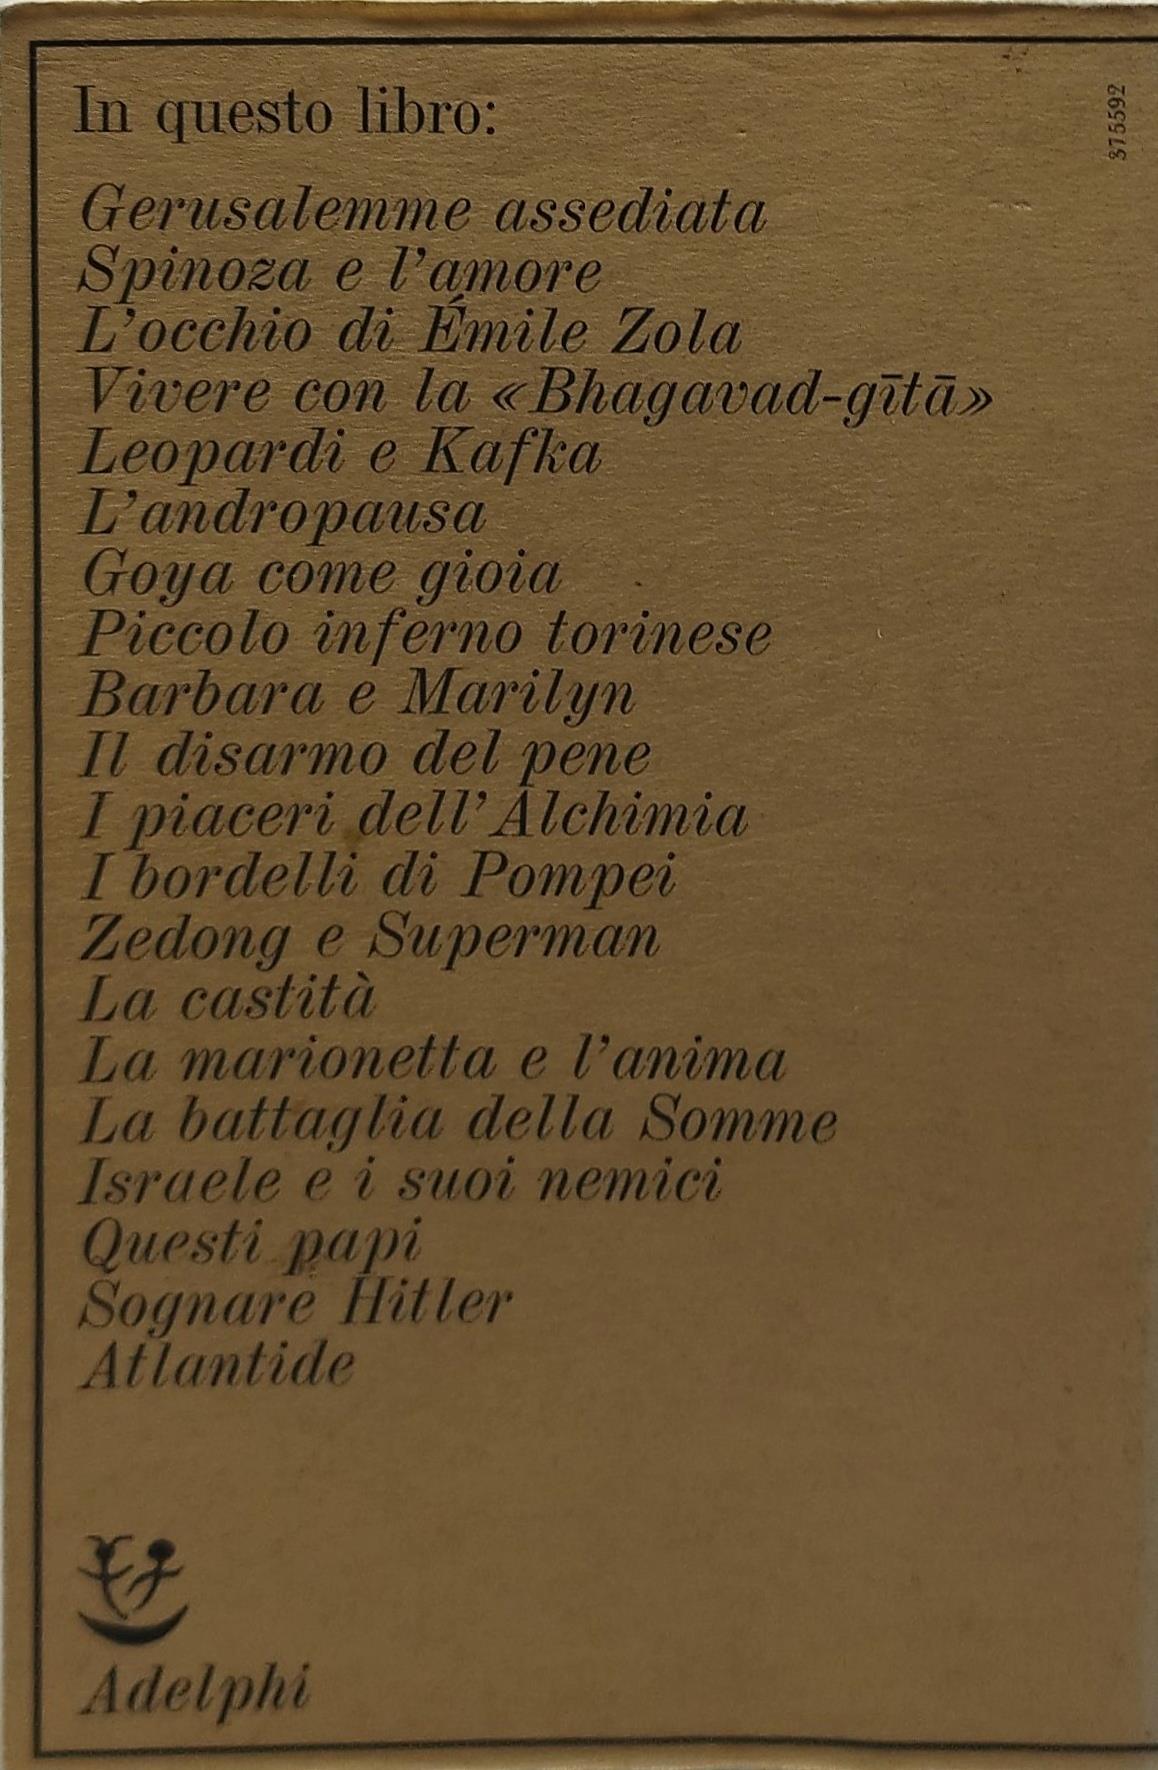 In questo libro:
375592
Gerusalemme assediata
Spinoza e l'amore
L'occhio di Émile Zola
Vivere con la «Bhagavad-gītā»
Leopardi e Kafka
L'andropausa
Goya come gioia
Piccolo inferno torinese
Barbara e Marilyn
Il disarmo del pene
I piaceri dell'Alchimia
I bordelli di Pompei
Zedong e Superman
La castità
La marionetta e l'anima
La battaglia della Somme
Israele e i suoi nemici
Questi papi
Sognare Hitler
Atlantide
Adelphi